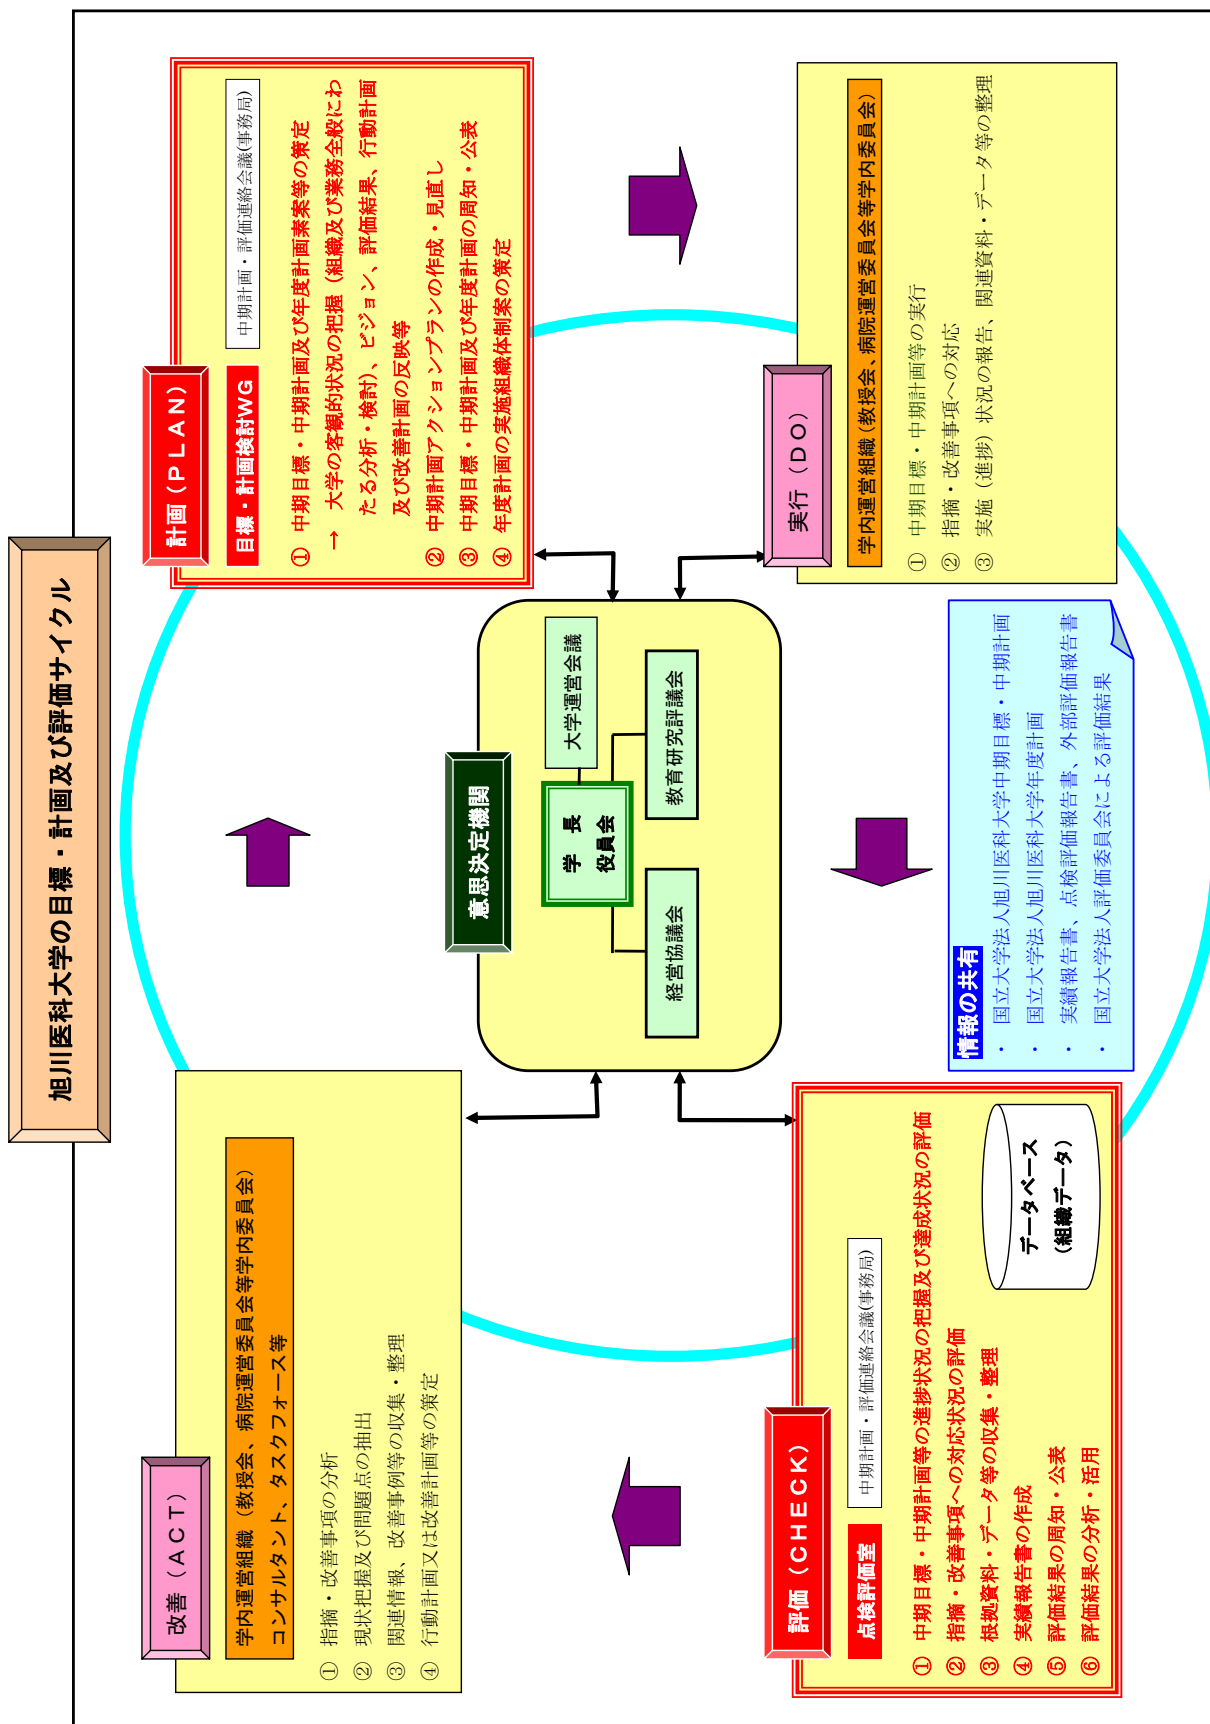 旭川医科大学の目標・計画及び評価サイクル
改善（ＡＣＴ）
学内運営組織（教授会、病院運営委員会等学内委員会）
コンサルタント、タスクフォース等
① 指摘・改善事項の分析
② 現状把握及び問題点の抽出
③ 関連情報、改善事例等の収集・整理
④ 行動計画又は改善計画等の策定
計画（ＰＬＡＮ）
目標・計画検討ＷＧ
中期計画・評価連絡会議(事務局)
① 中期目標・中期計画及び年度計画素案等の策定
→ 大学の客観的状況の把握（組織及び業務全般にわ
たる分析・検討)、ビジョン、評価結果、行動計画
及び改善計画の反映等
② 中期計画アクションプランの作成・見直し
③ 中期目標・中期計画及び年度計画の周知・公表
④ 年度計画の実施組織体制案の策定
意思決定機関
学 長
役員会
大学運営会議
経営協議会
教育研究評議会
評価（ＣＨＥＣＫ）
点検評価室
中期計画・評価連絡会議(事務局)
① 中期目標・中期計画等の進捗状況の把握及び達成状況の評価
② 指摘・改善事項への対応状況の評価
③ 根拠資料・データ等の収集・整理
④ 実績報告書の作成
⑤ 評価結果の周知・公表
⑥ 評価結果の分析・活用
データベース
（組織データ）
情報の共有
・ 国立大学法人旭川医科大学中期目標・中期計画
・ 国立大学法人旭川医科大学年度計画
・ 実績報告書、点検評価報告書、外部評価報告書
・ 国立大学法人評価委員会による評価結果
実行（ＤＯ）
学内運営組織（教授会、病院運営委員会等学内委員会）
① 中期目標・中期計画等の実行
② 指摘・改善事項への対応
③ 実施（進捗）状況の報告、関連資料・データ等の整理